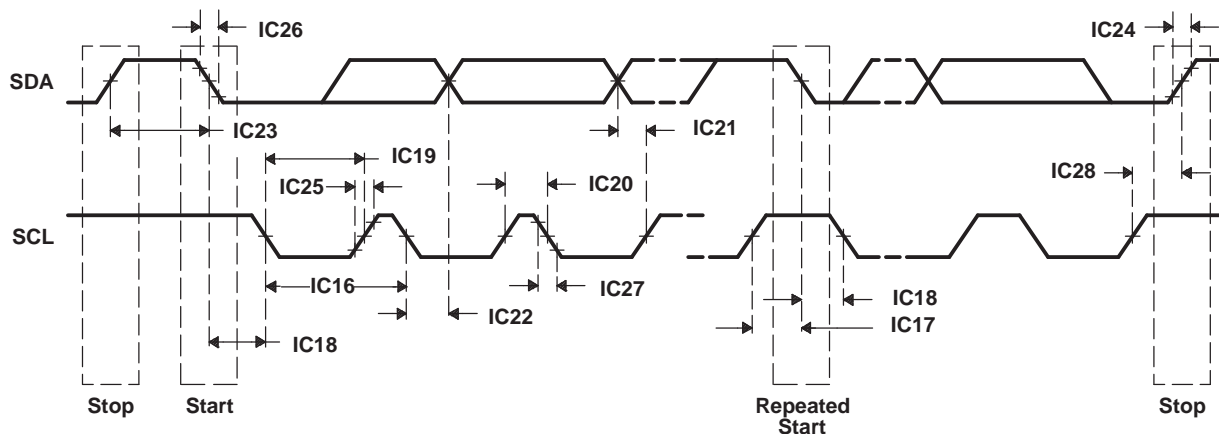 IC26
IC24
SDA
IC23
IC21
IC19
IC28
IC25
IC20
SCL
IC16
IC27
IC18
IC22
IC17
IC18
Stop
Start
Repeated
Start
Stop